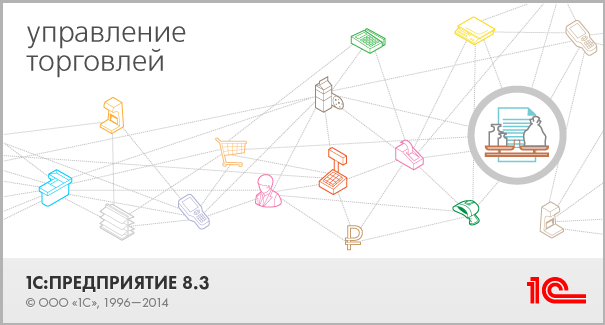 управление
торговлей
₽
1С:ПРЕДПРИЯТИЕ 8.3
© ООО «1С», 1996—2014
1С